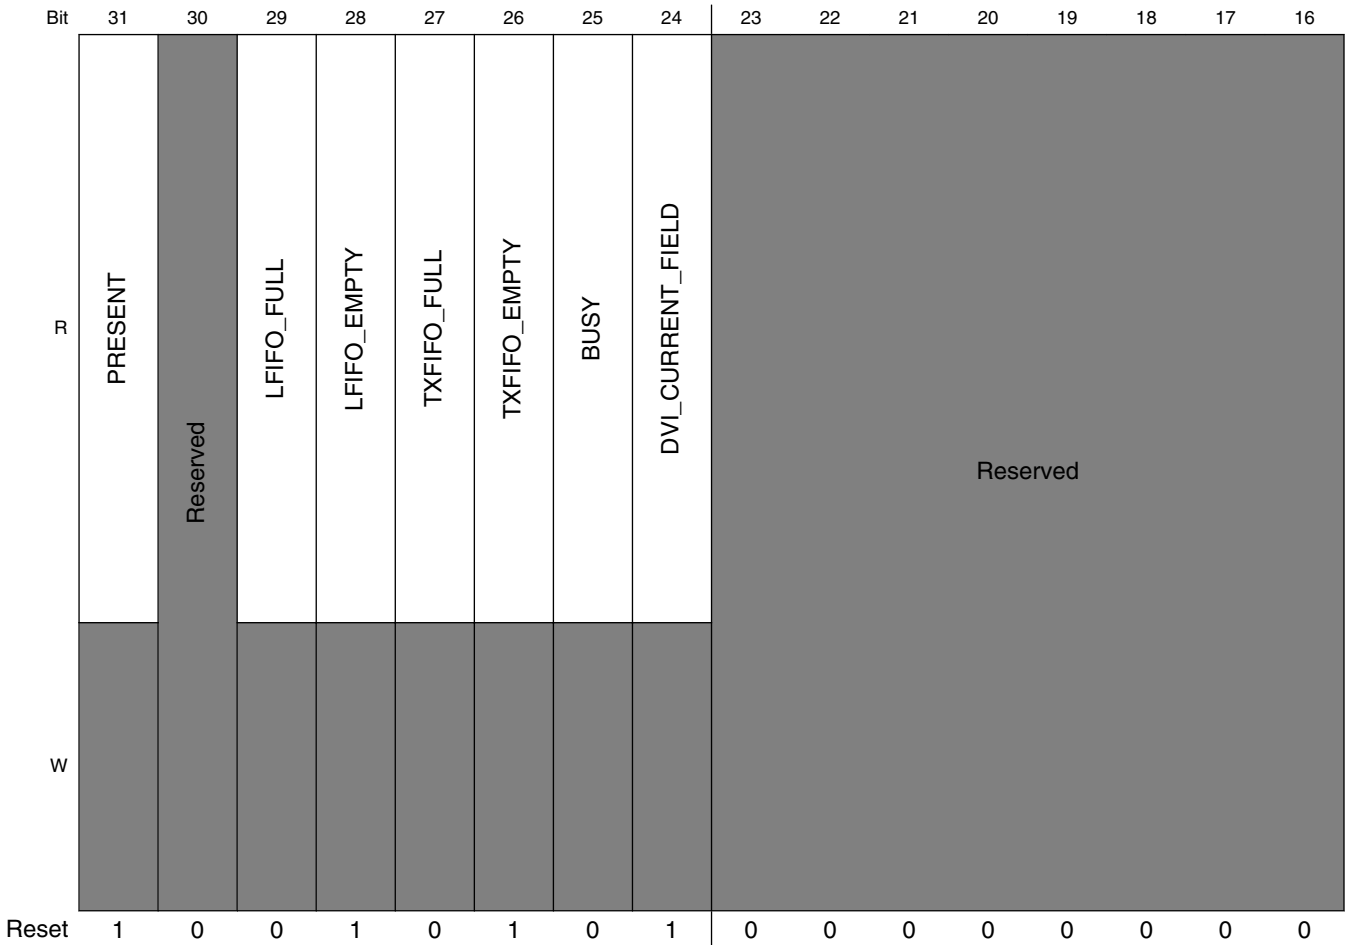 Bit 31 30 29 28 27 26 25 24 23 22 21 20 19 18 17 16
R PRESENT Reserved LFIFO_FULL LFIFO_EMPTY TXFIFO_FULL TXFIFO_EMPTY BUSY DVI_CURRENT_FIELD Reserved
W
Reset 1 0 0 1 0 1 0 1 0 0 0 0 0 0 0 0